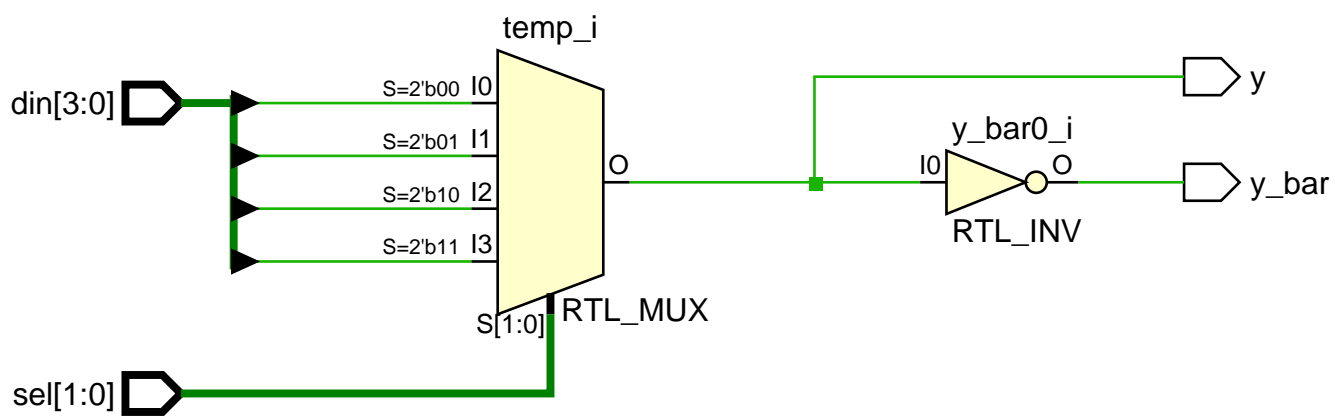 temp_i
din[3:0]
S=2'b00 I0
S=2'b01 I1
S=2'b10 I2
S=2'b11 I3
S[1:0]
O
RTL_MUX
sel[1:0]
y
y_bar0_i
I0
O
RTL_INV
y_bar